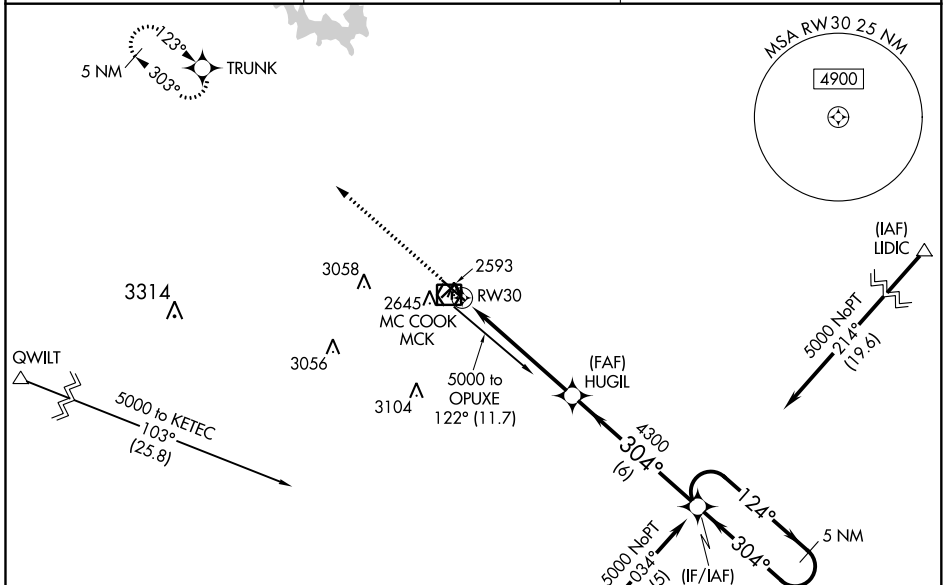 MSA RW30 25 NM
4900
123°
5 NM
303°
TRUNK
(IAF)
LIDIC
5000 NoPT
214°
(19.6)
3058
2593
3314
2645
RW30
MC COOK
MCK
3056
QWILT
5000 to KETEC
103°
(25.8)
3104
5000 to
OPUXE
122° (11.7)
(FAF)
HUGIL
4300
304°
(6)
124°
5 NM
304°
5000 NoPT
034°
(IF/IAF)